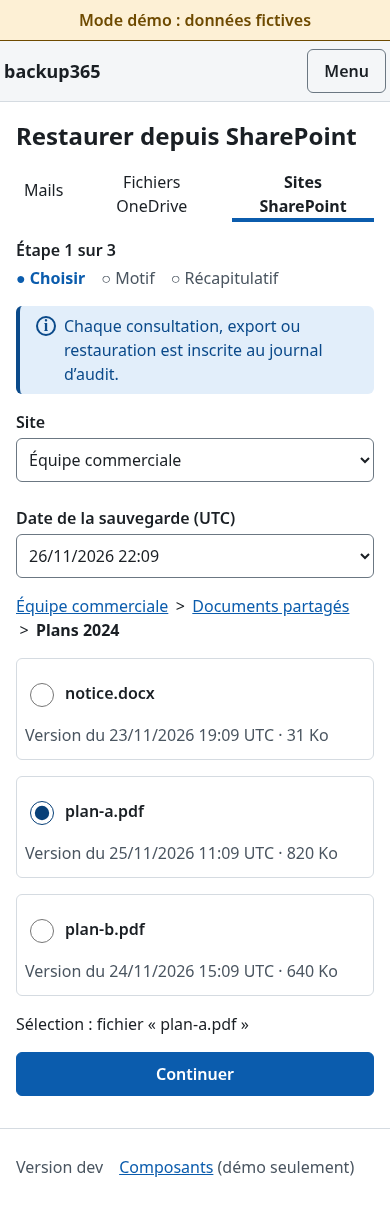 Mode démo : données fictives
backup365
Menu
Restaurer depuis SharePoint
Mails
Fichiers
OneDrive
Sites
SharePoint
Étape 1 sur 3
● Choisir ○ Motif ○ Récapitulatif
Chaque consultation, export ou
restauration est inscrite au journal
d’audit.
Site
Équipe commerciale
Date de la sauvegarde (UTC)
26/11/2026 22:09
Équipe commerciale > Documents partagés
> Plans 2024
notice.docx
Version du 23/11/2026 19:09 UTC · 31 Ko
plan-a.pdf
Version du 25/11/2026 11:09 UTC · 820 Ko
plan-b.pdf
Version du 24/11/2026 15:09 UTC · 640 Ko
Sélection : fichier « plan-a.pdf »
Continuer
Version dev Composants (démo seulement)